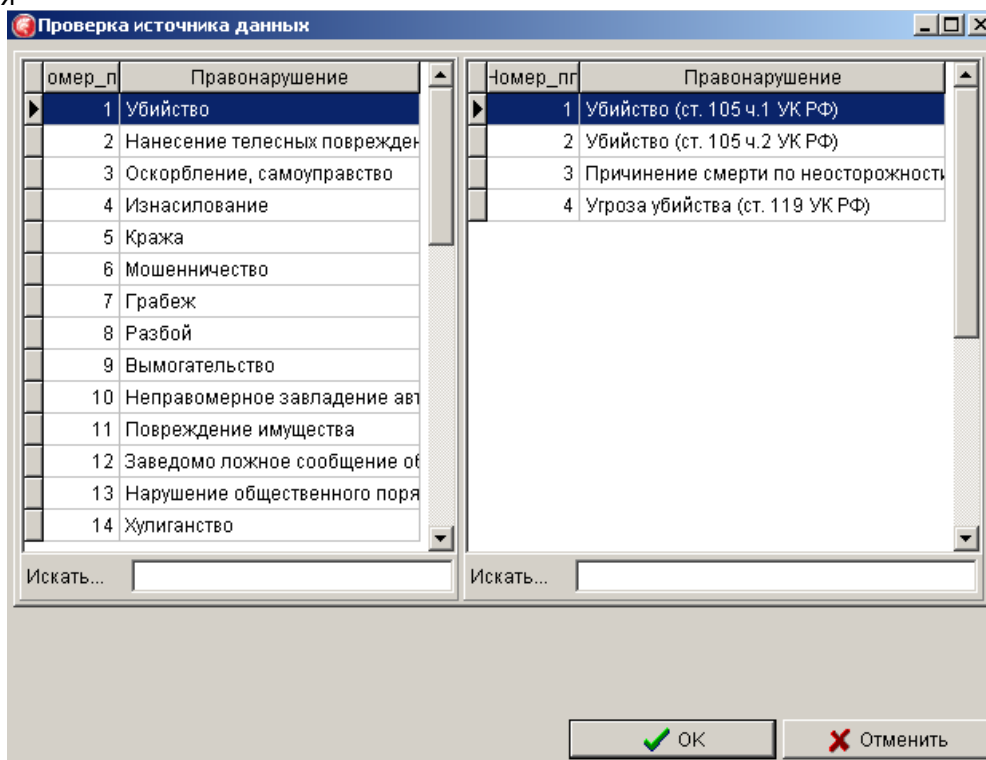 я
Проверка источника данных
омер_п Правонарушение
1 Убийство
2 Нанесение телесных поврежден
3 Оскорбление, самоуправство
4 Изнасилование
5 Кража
6 Мошенничество
7 Грабеж
8 Разбой
9 Вымогательство
10 Неправомерное завладение авт
11 Повреждение имущества
12 Заведомо ложное сообщение об
13 Нарушение общественного поря
14 Хулиганство
Искать...
Номер_пг Правонарушение
1 Убийство (ст. 105 ч.1 УК РФ)
2 Убийство (ст. 105 ч.2 УК РФ)
3 Причинение смерти по неосторожности
4 Угроза убийства (ст. 119 УК РФ)
Искать...
OK
Отменить